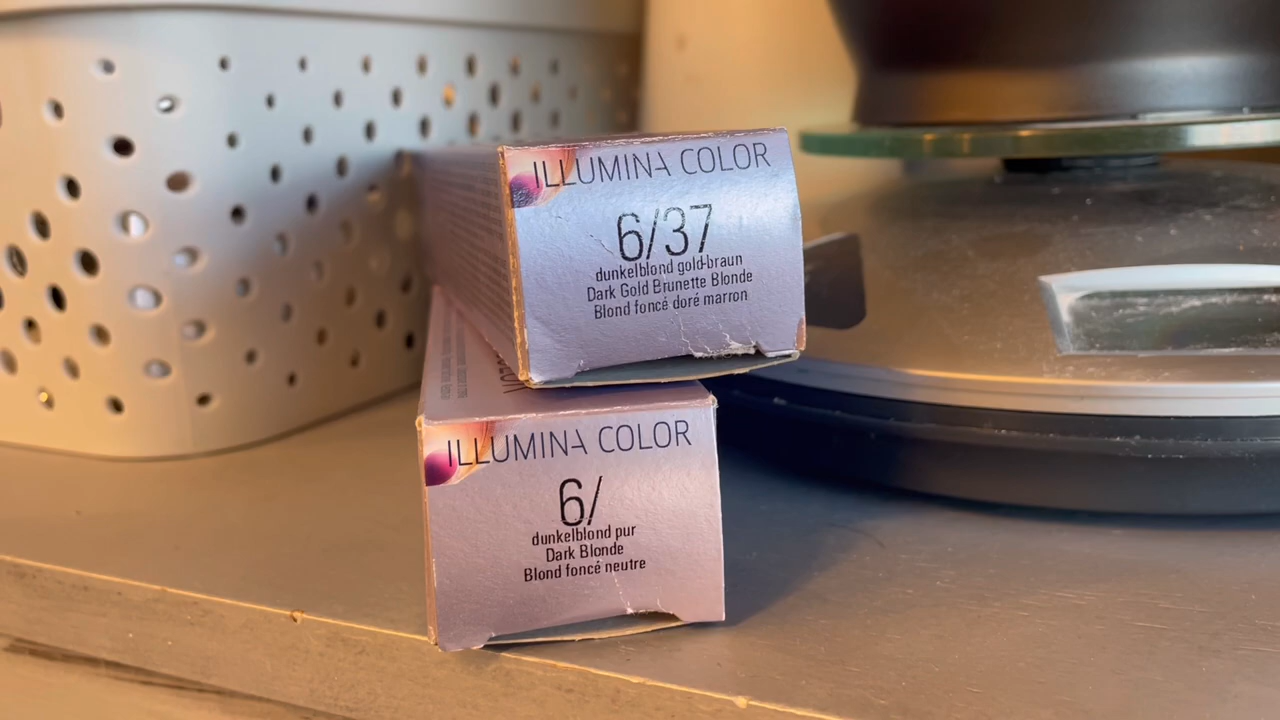 ILLUMINA COLOR
6/37
dunkelblond gold-braun
Dark Gold Brunette Blonde
Blond foncé doré marron
ILLUMINA COLOR
6/
dunkelblond pur
Dark Blonde
Blond foncé neutre